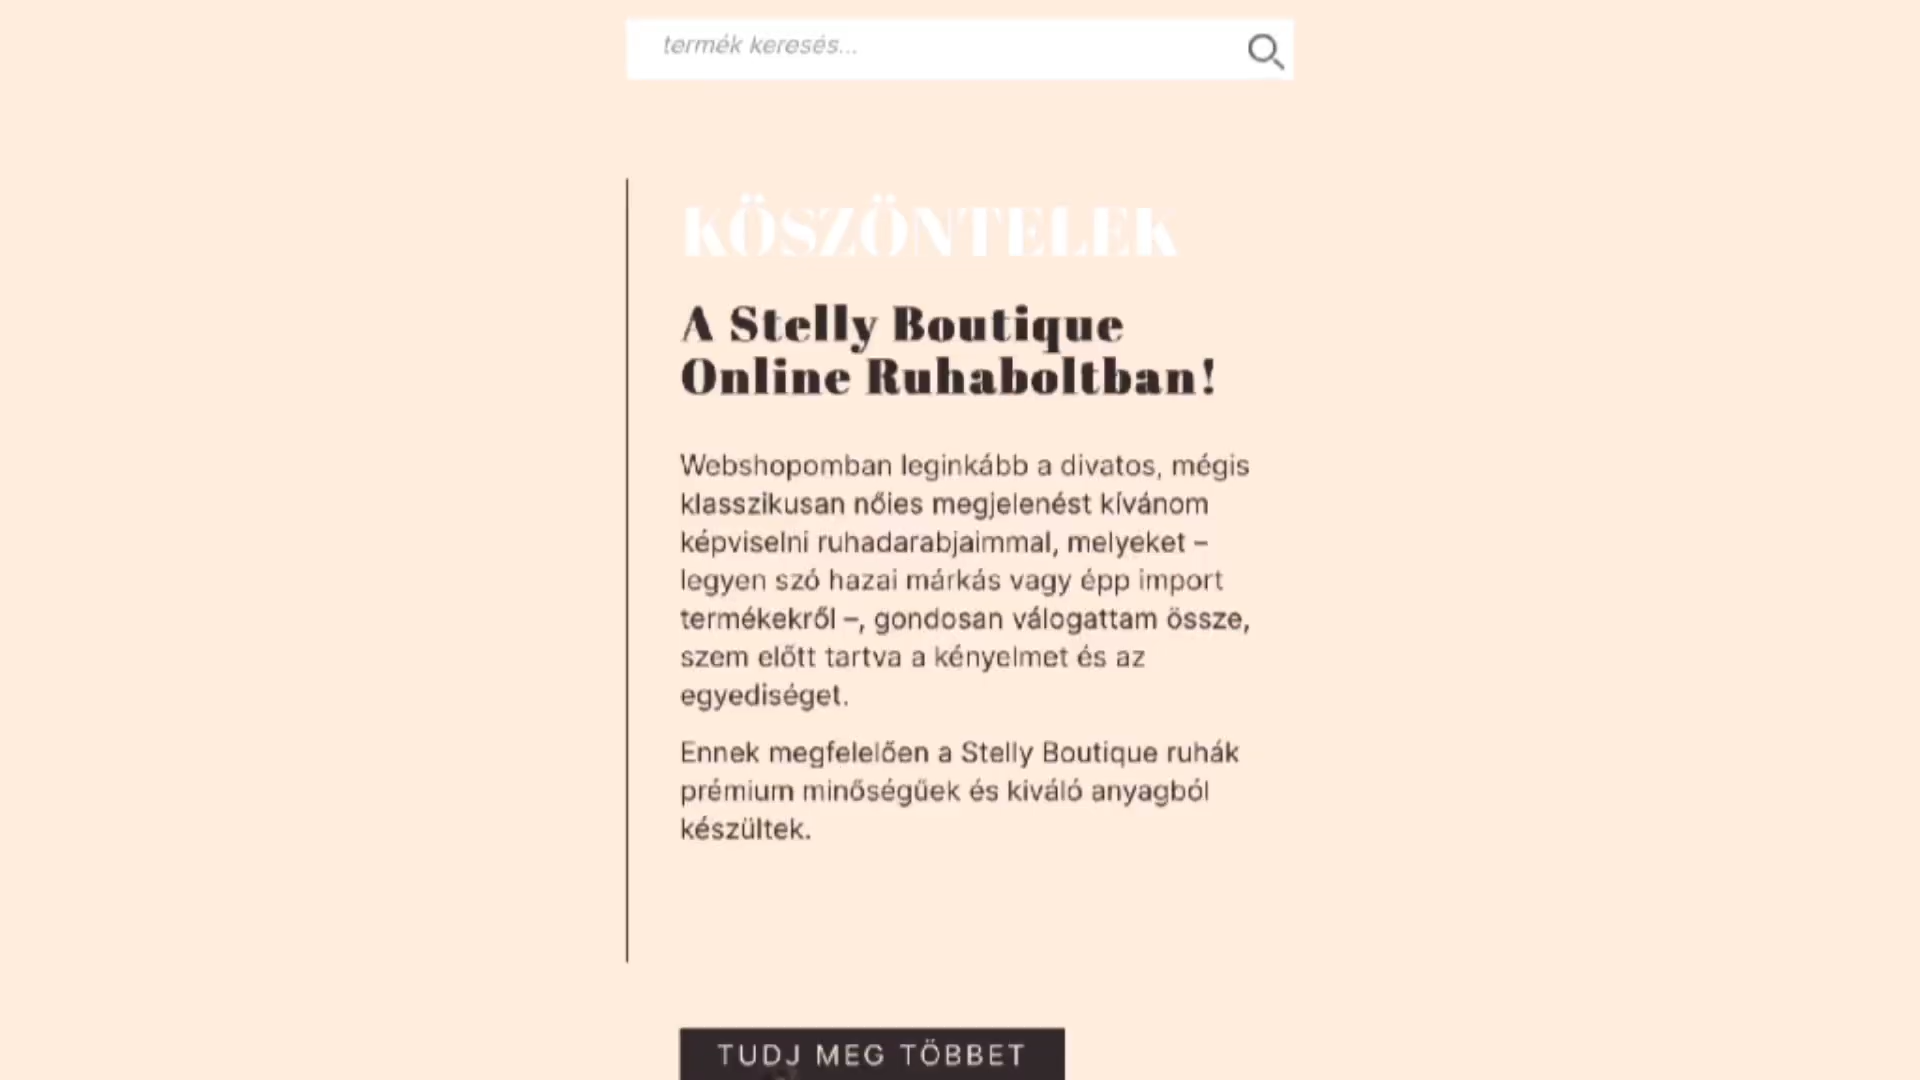 termék keresés...
KÖSZÖNTELEK
A Stelly Boutique
Online Ruhaboltban!
Webshopomban leginkább a divatos, mégis
klasszikusan nőies megjelenést kívánom
képviselni ruhadarabjaimmal, melyeket –
legyen szó hazai márkás vagy épp import
termékekről –, gondosan válogattam össze,
szem előtt tartva a kényelmet és az
egyediséget.
Ennek megfelelően a Stelly Boutique ruhák
prémium minőségűek és kiváló anyagból
készültek.
TUDJ MEG TÖBBET